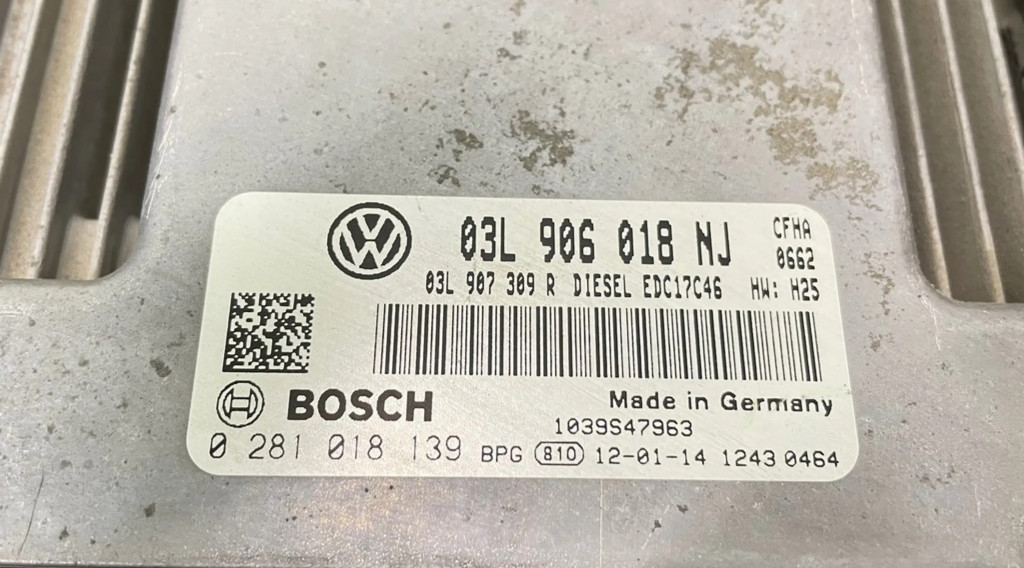 03L 906 018 NJ CFHA
0662
03L 907 309 R DIESEL EDC17C46 HW: H25
BOSCH Made in Germany
1039S47963
0 281 018 139 BPG 810 12-01-14 1243 0464